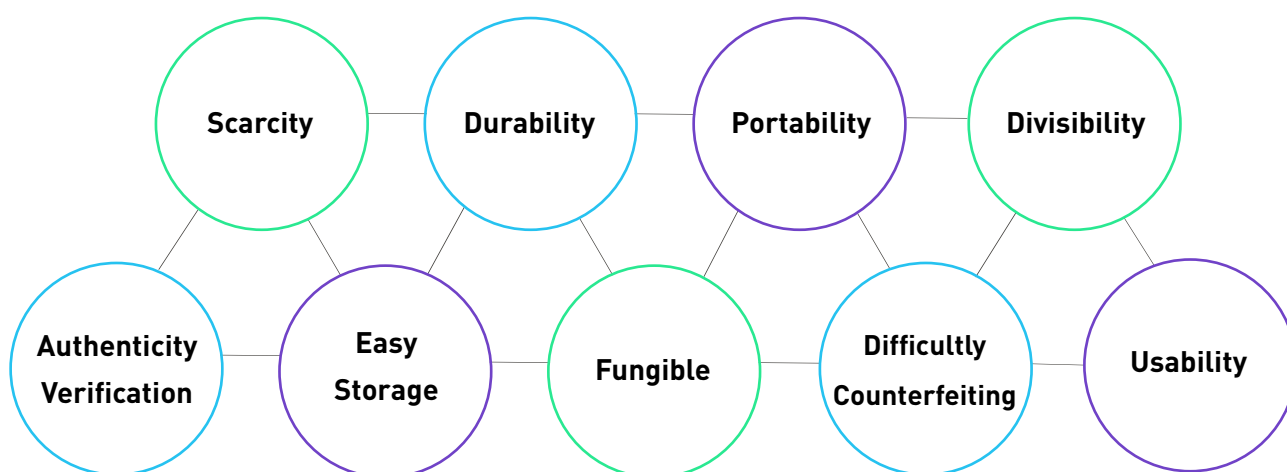 Scarcity
Durability
Portability
Divisibility
Authenticity
Verification
Easy
Storage
Fungible
Difficultly
Counterfeiting
Usability